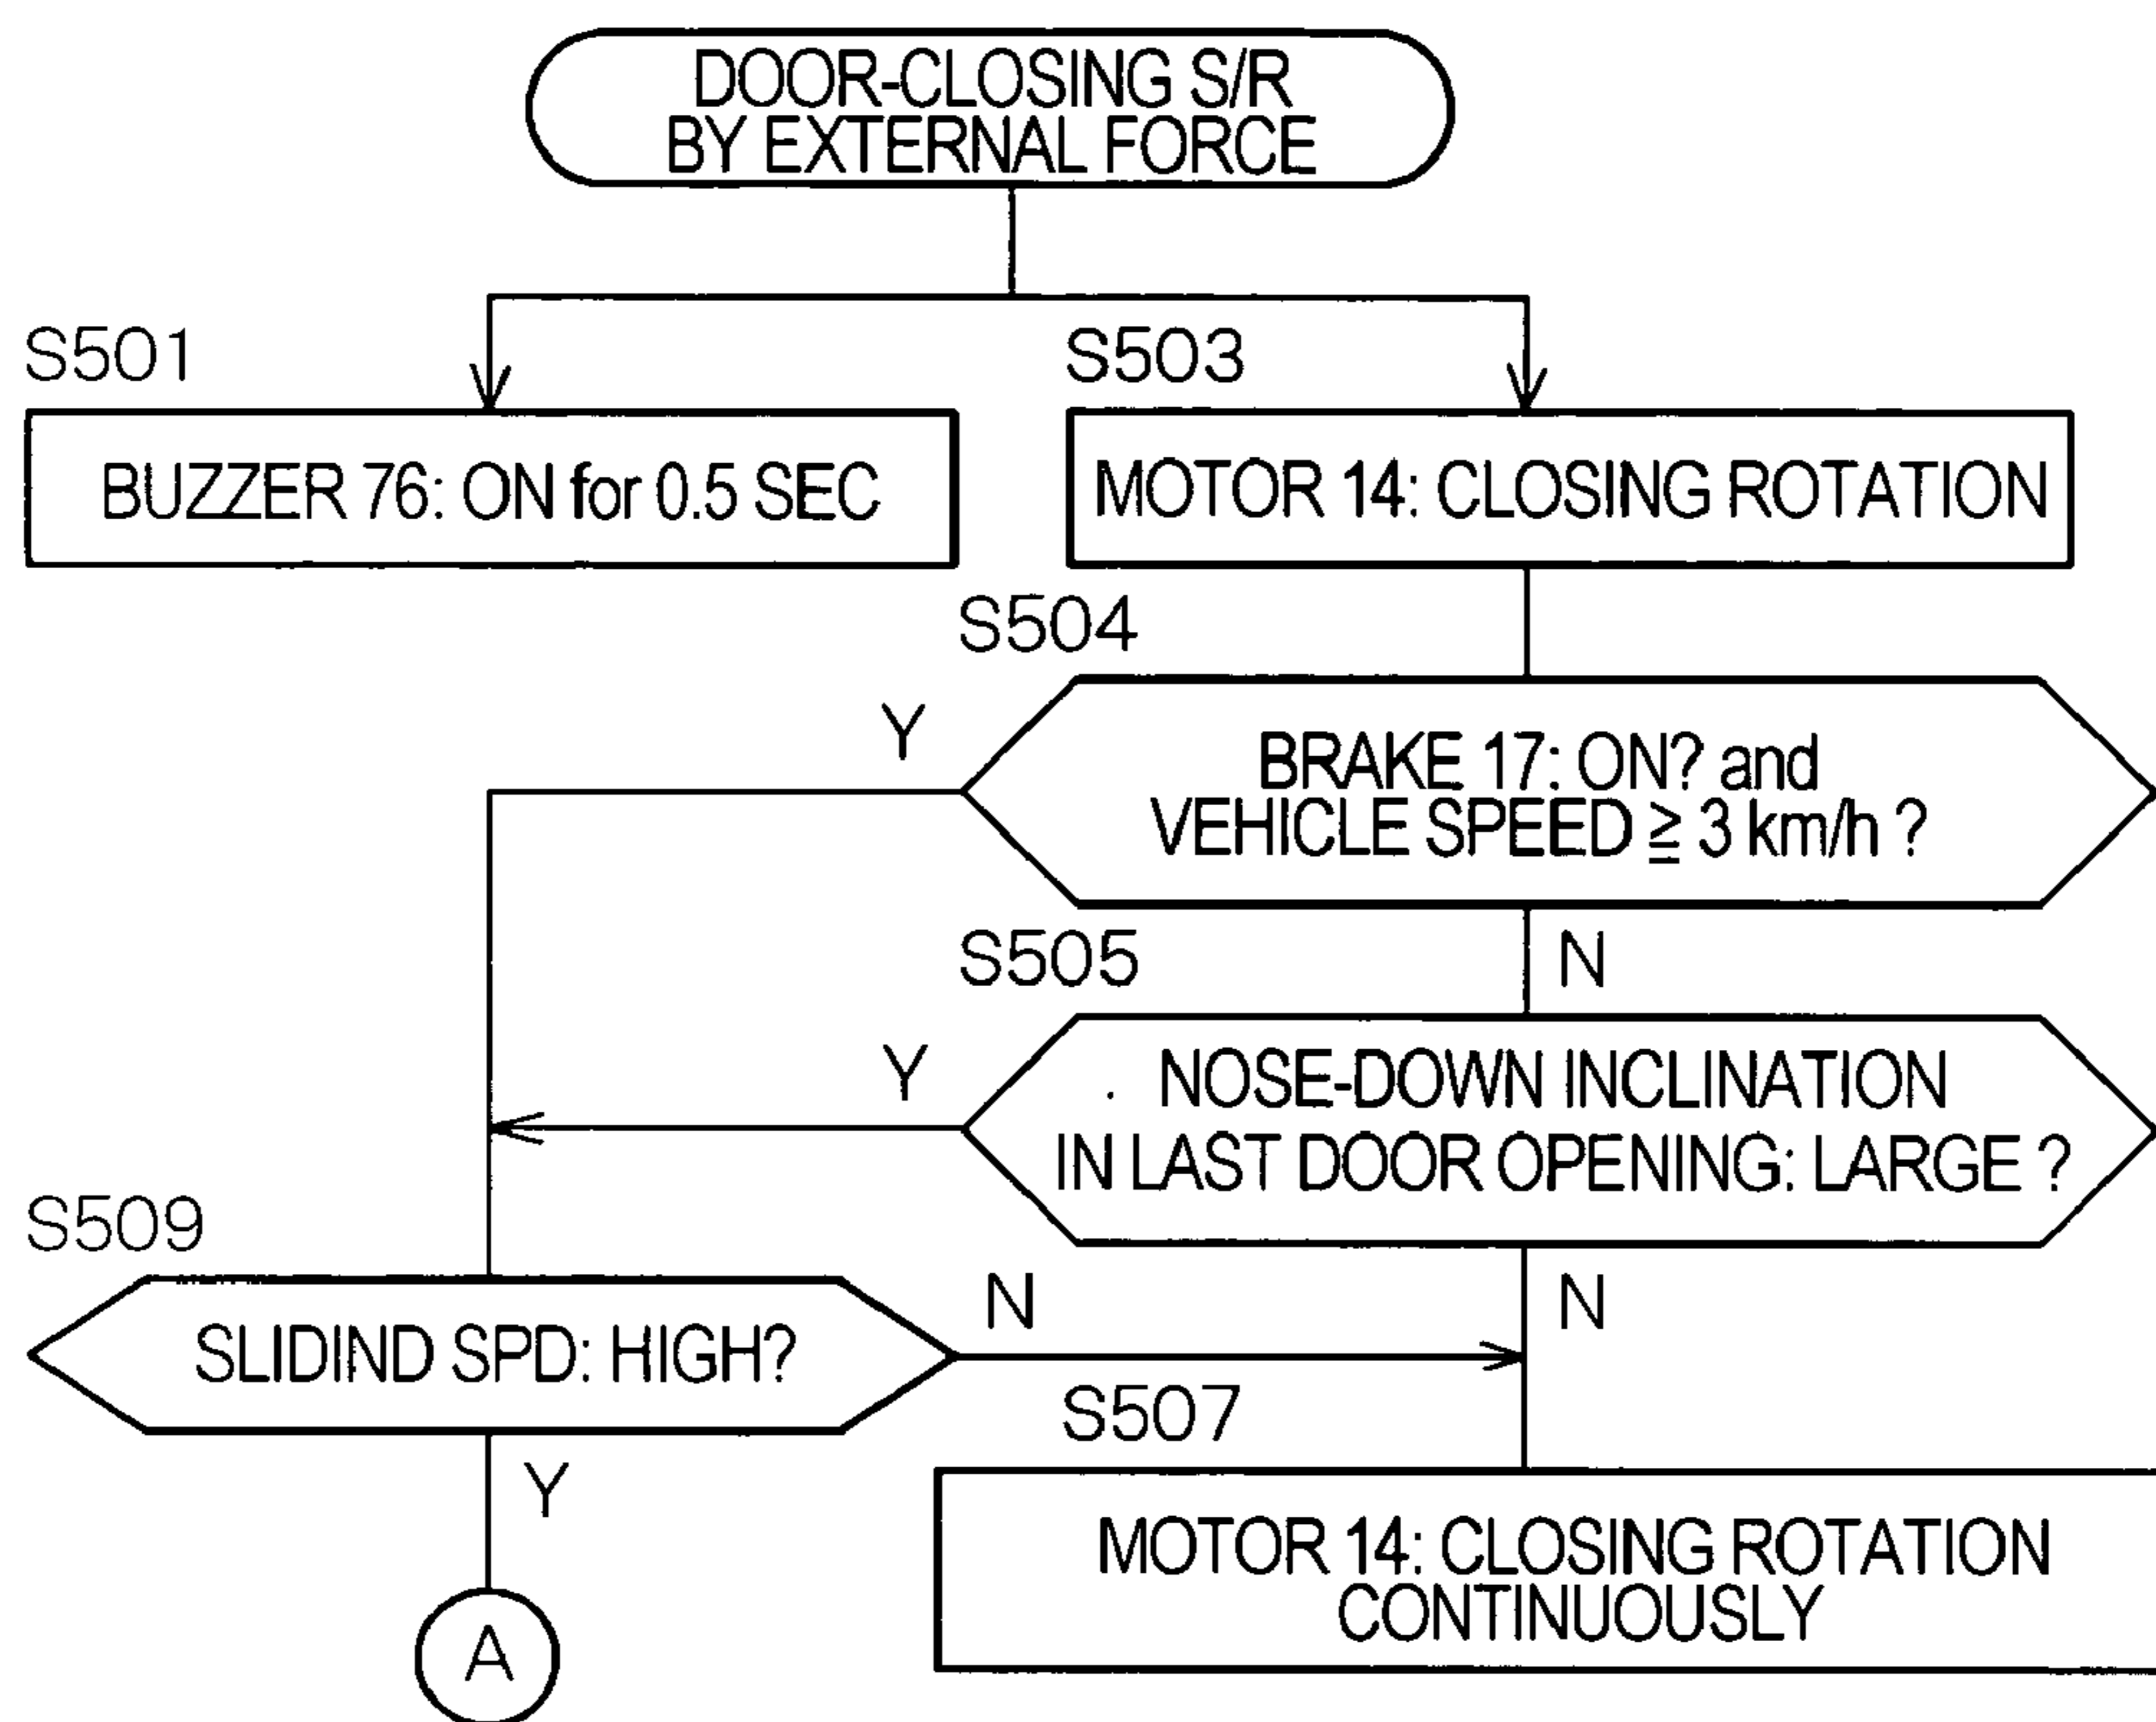 DOOR-CLOSING S/R
BY EXTERNAL FORCE
S501
S503
BUZZER 76: ON for 0.5 SEC
MOTOR 14: CLOSING ROTATION
S504
Y
BRAKE 17: ON? and
VEHICLE SPEED ≧ 3 km/h ?
S505
N
Y
NOSE-DOWN INCLINATION
IN LAST DOOR OPENING: LARGE ?
S509
N
N
SLIDIND SPD: HIGH?
S507
Y
MOTOR 14: CLOSING ROTATION
CONTINUOUSLY
A